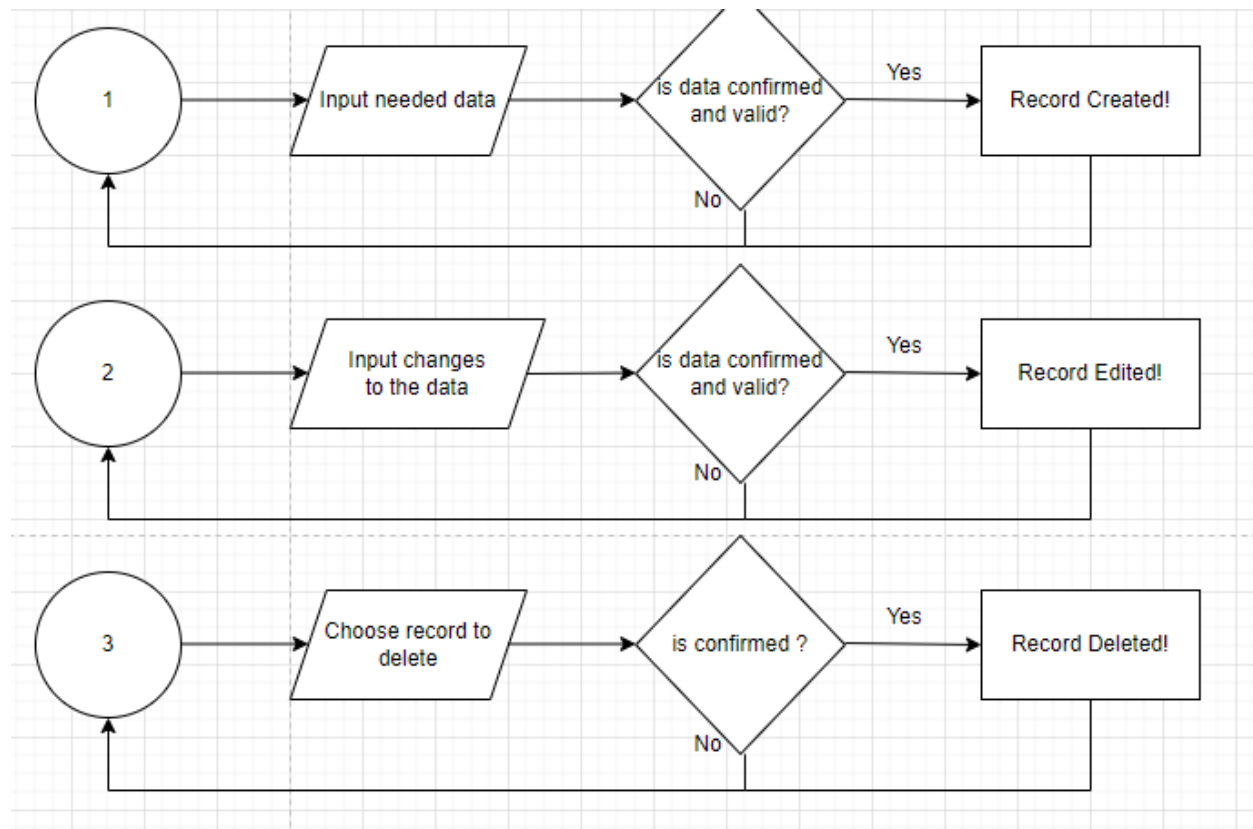 1
Input needed data
is data confirmed
and valid?
Yes
Record Created!
No
2
Input changes
to the data
is data confirmed
and valid?
Yes
Record Edited!
No
3
Choose record to
delete
is confirmed ?
Yes
Record Deleted!
No